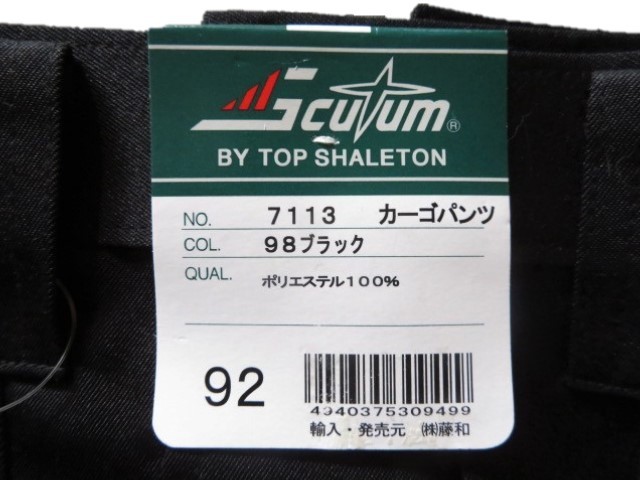 Scutum®
BY TOP SHALETON
NO. 7113 カーゴパンツ
COL. 98ブラック
QUAL. ポリエステル100%
92
4940375309499
輸入・発売元 ㈱藤和